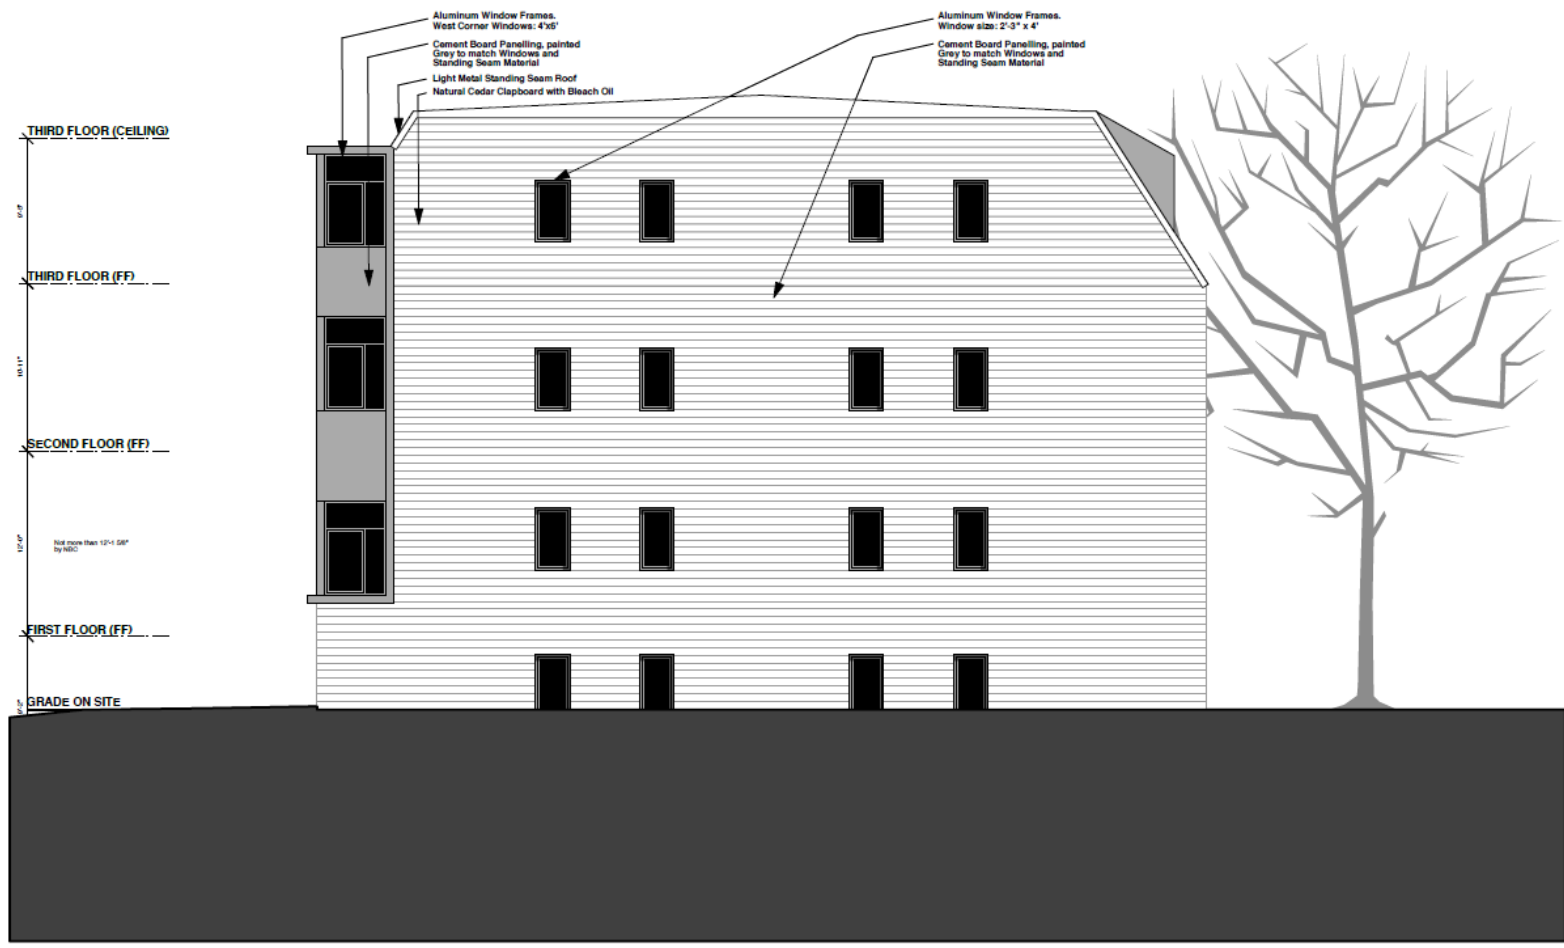 Aluminum Window Frames.
West Corner Windows: 4'x6'
Cement Board Panelling, painted
Grey to match Windows and
Standing Seam Material
Light Metal Standing Seam Roof
Natural Cedar Clapboard with Bleach Oil
Aluminum Window Frames.
Window size: 2'-3" x 4'
Cement Board Panelling, painted
Grey to match Windows and
Standing Seam Material
THIRD FLOOR (CEILING)
THIRD FLOOR (FF)
10'-11"
SECOND FLOOR (FF)
Not more than 12'-1 5/8"
by NBC
FIRST FLOOR (FF)
GRADE ON SITE